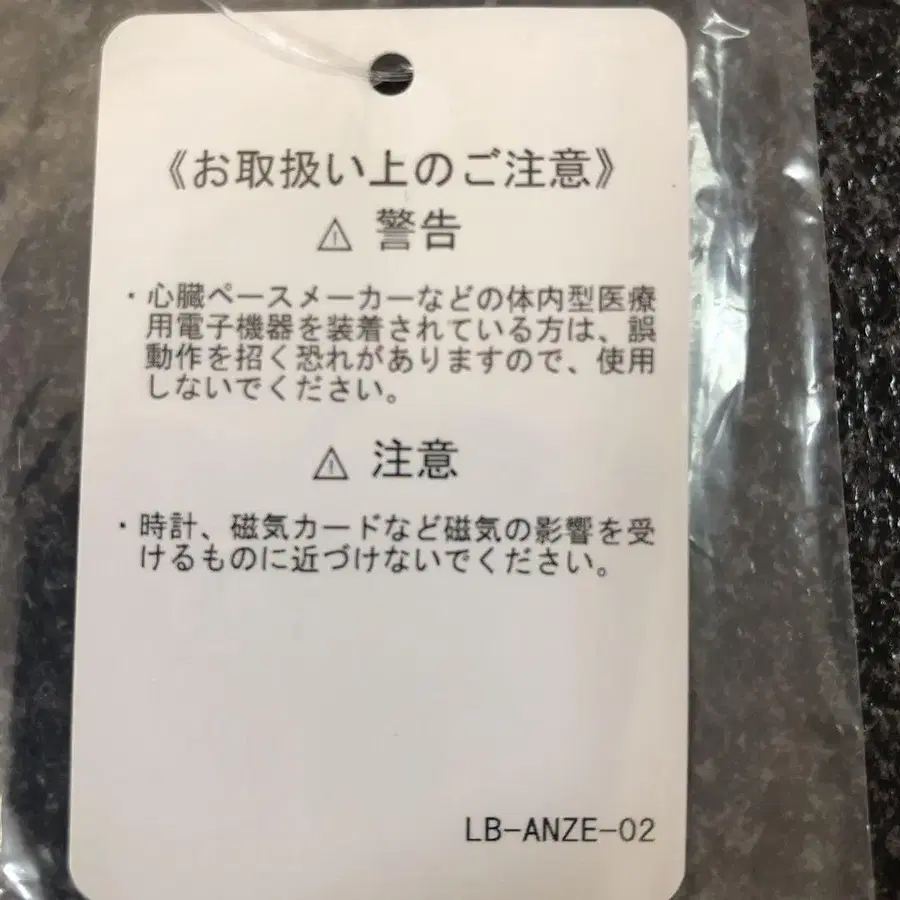 《お取扱い上のご注意》
⚠ 警告
・心臓ペースメーカーなどの体内型医療
用電子機器を装着されている方は、誤
動作を招く恐れがありますので、使用
しないでください。
⚠ 注意
・時計、磁気カードなど磁気の影響を受
けるものに近づけないでください。
LB-ANZE-02